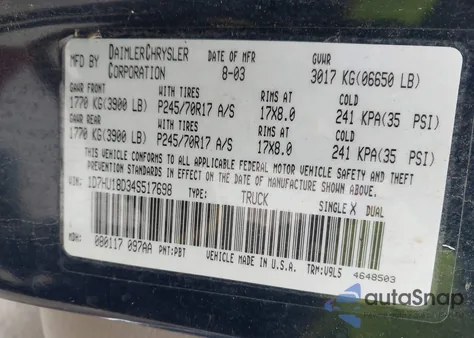 MFD BY DAIMLERCHRYSLER CORPORATION DATE OF MFR 8-03 GVWR 3017 KG(06650 LB)
GAWR FRONT WITH TIRES RIMS AT COLD
1770 KG(3900 LB) P245/70R17 A/S 17X8.0 241 KPA(35 PSI)
GAWR REAR WITH TIRES RIMS AT COLD
1770 KG(3900 LB) P245/70R17 A/S 17X8.0 241 KPA(35 PSI)
THIS VEHICLE CONFORMS TO ALL APPLICABLE FEDERAL MOTOR VEHICLE SAFETY, BUMPER, AND THEFT
PREVENTION STANDARDS IN EFFECT ON THE DATE OF MANUFACTURE SHOWN ABOVE.
VIN: 1D7HU18D34S517698 TYPE: TRUCK SINGLE X DUAL
MDH: 080117 097AA PNT:PBT VEHICLE MADE IN U.S.A. TRM:V9L5
4648503
autoSnap